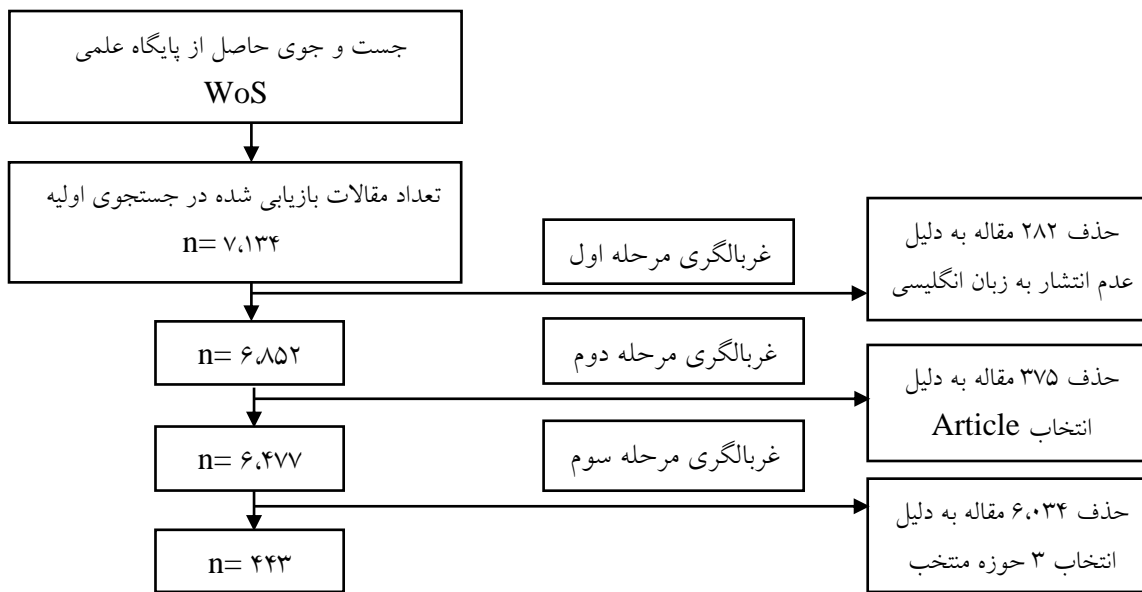 جست و جوی حاصل از پایگاه علمی
WoS
تعداد مقالات بازیابی شده در جستجوی اولیه
n= ۷،۱۳۴
غربالگری مرحله اول
حذف ۲۸۲ مقاله به دلیل
عدم انتشار به زبان انگلیسی
n= ۶،۸۵۲
غربالگری مرحله دوم
حذف ۳۷۵ مقاله به دلیل
انتخاب Article
n= ۶،۴۷۷
غربالگری مرحله سوم
حذف ۶،۰۳۴ مقاله به دلیل
انتخاب ۳ حوزه منتخب
n= ۴۴۳